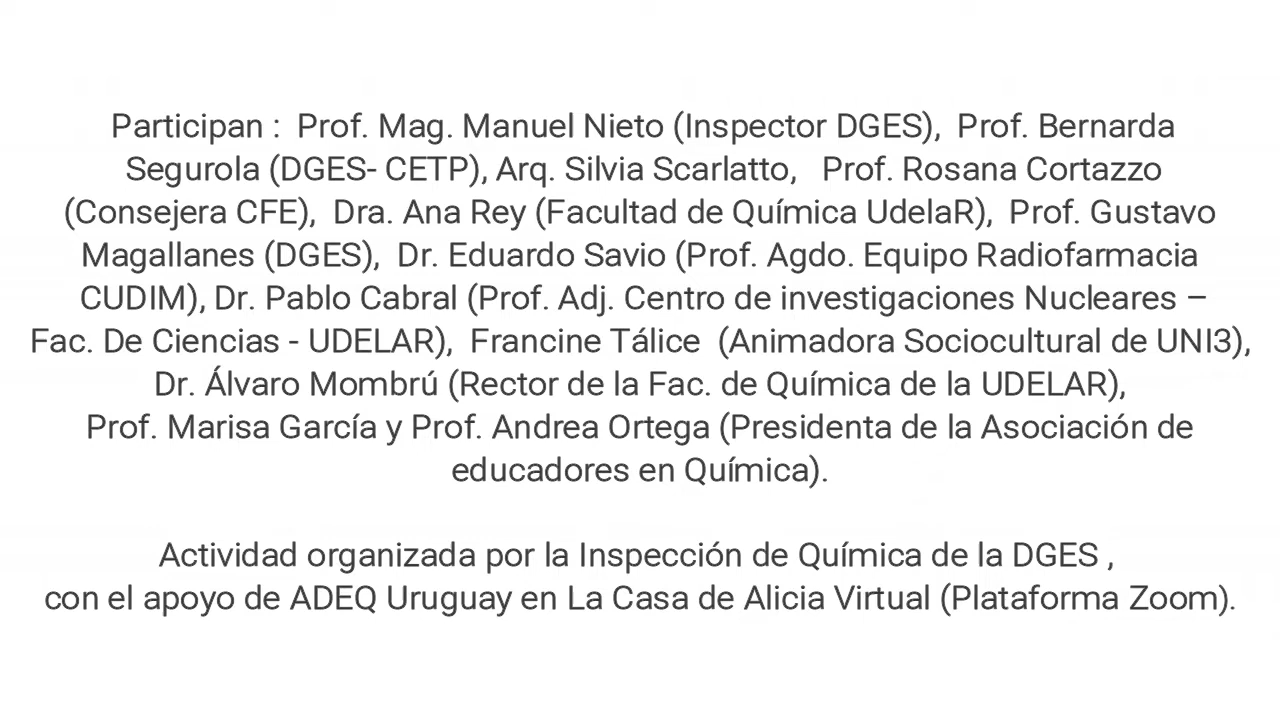 Participan :  Prof. Mag. Manuel Nieto (Inspector DGES),  Prof. Bernarda
Segurola (DGES- CETP), Arq. Silvia Scarlatto,   Prof. Rosana Cortazzo
(Consejera CFE),  Dra. Ana Rey (Facultad de Química UdelaR),  Prof. Gustavo
Magallanes (DGES),  Dr. Eduardo Savio (Prof. Agdo. Equipo Radiofarmacia
CUDIM), Dr. Pablo Cabral (Prof. Adj. Centro de investigaciones Nucleares –
Fac. De Ciencias - UDELAR),  Francine Tálice  (Animadora Sociocultural de UNI3),
Dr. Álvaro Mombrú (Rector de la Fac. de Química de la UDELAR),
Prof. Marisa García y Prof. Andrea Ortega (Presidenta de la Asociación de
educadores en Química).
Actividad organizada por la Inspección de Química de la DGES ,
con el apoyo de ADEQ Uruguay en La Casa de Alicia Virtual (Plataforma Zoom).